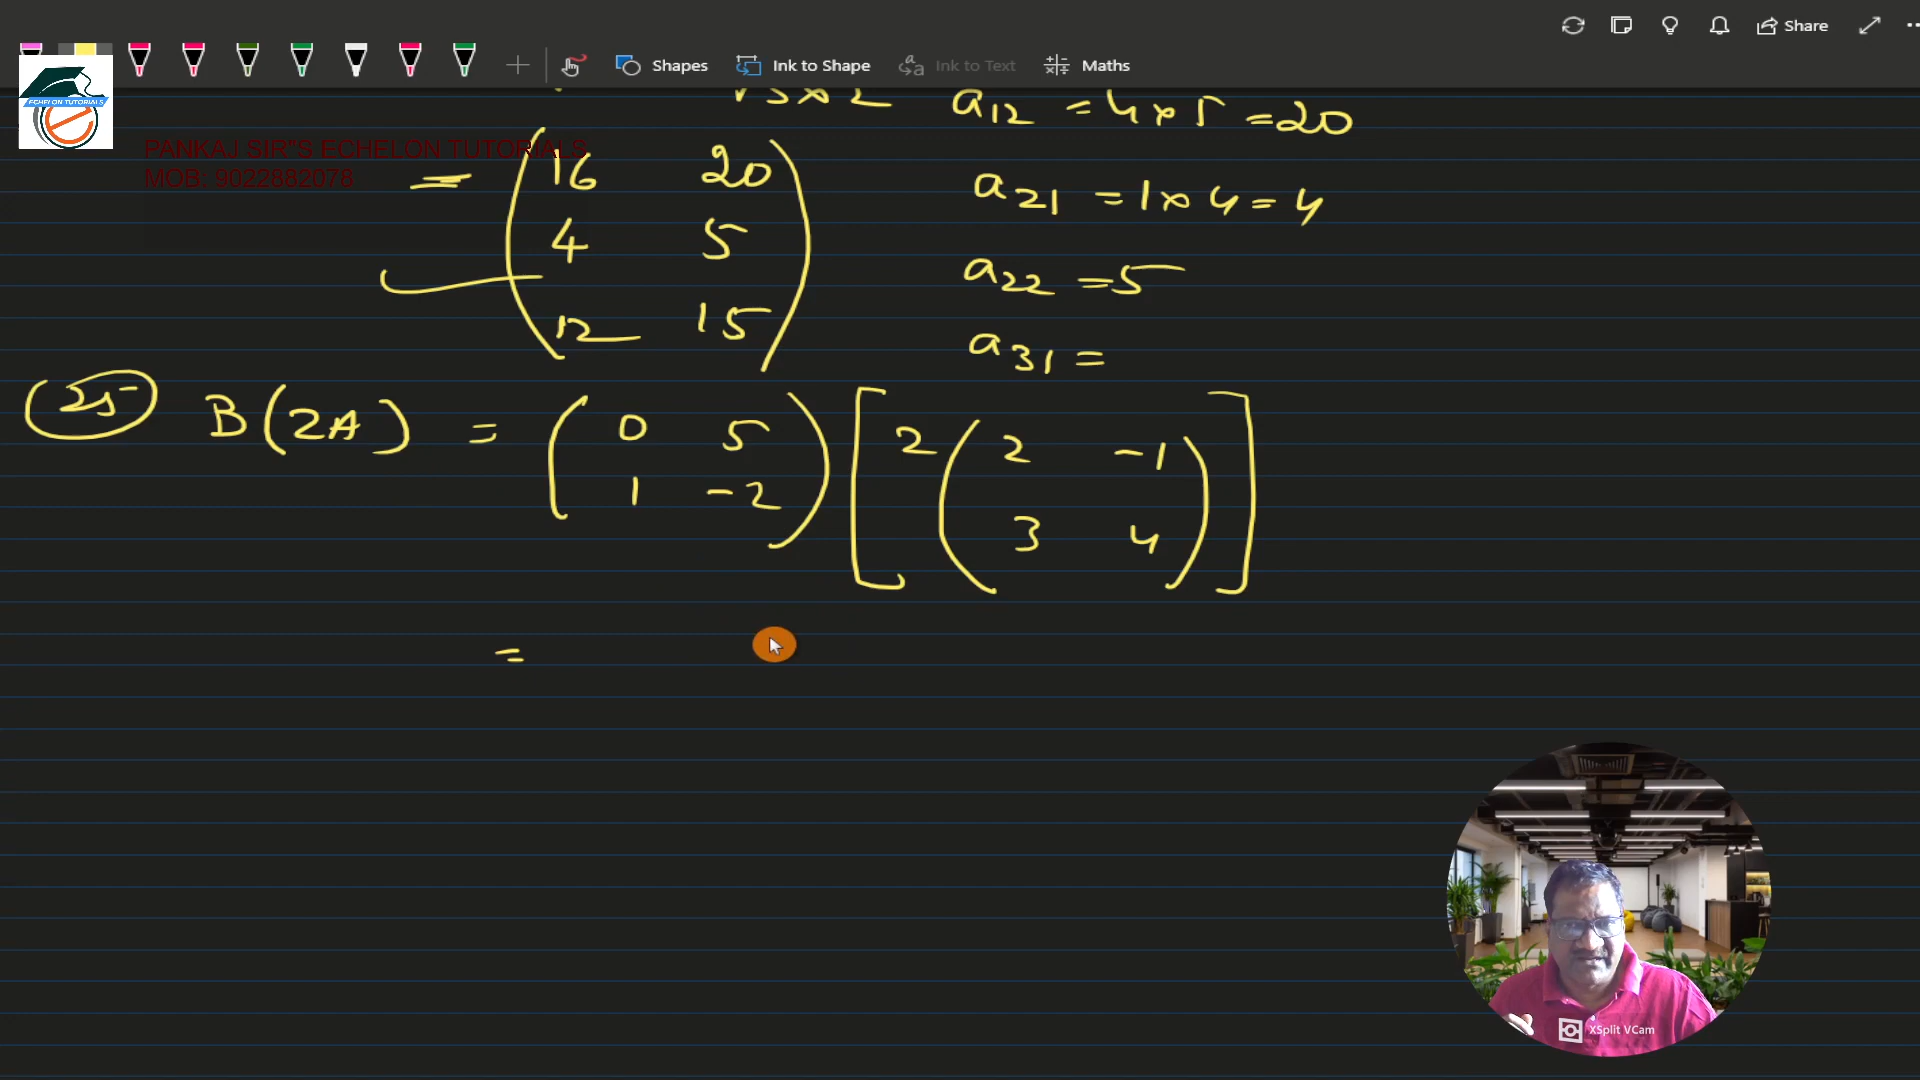 Share
Shapes
Ink to Shape
Ink to Text
Maths
ECHELON TUTORIALS
PANKAJ SIR"S ECHELON TUTORIALS
MOB: 9022882078
a12 = 4 × 5 = 20
= ( 16 20
a21 = 1 × 4 = 4
4 5
a22 = 5
12 15 )
a31 =
25 B(2A) = ( 0 5 1 -2 ) [ 2 ( 2 -1 3 4 ) ]
=
XSplit VCam